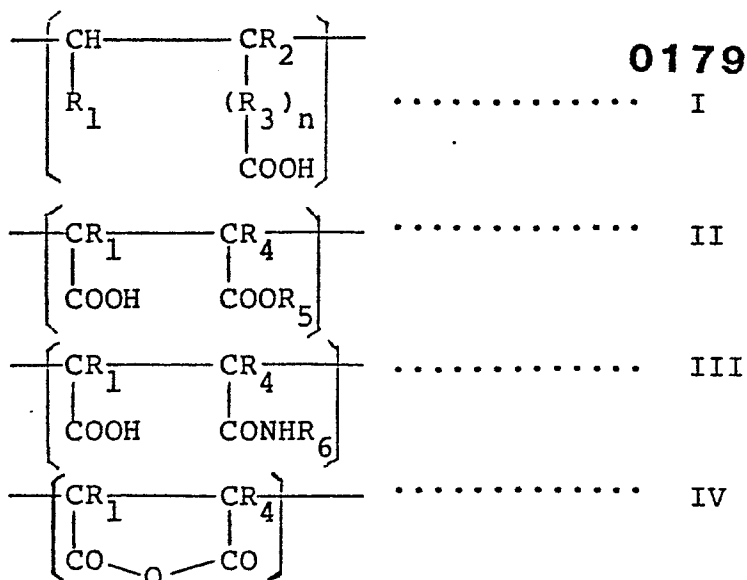 CH CR2
0179
R1 (R3)n ............. I
COOH
CR1 CR4 ............. II
COOH COOR5
CR1 CR4 ............. III
COOH CONHR6
CR1 CR4 ............. IV
CO O CO